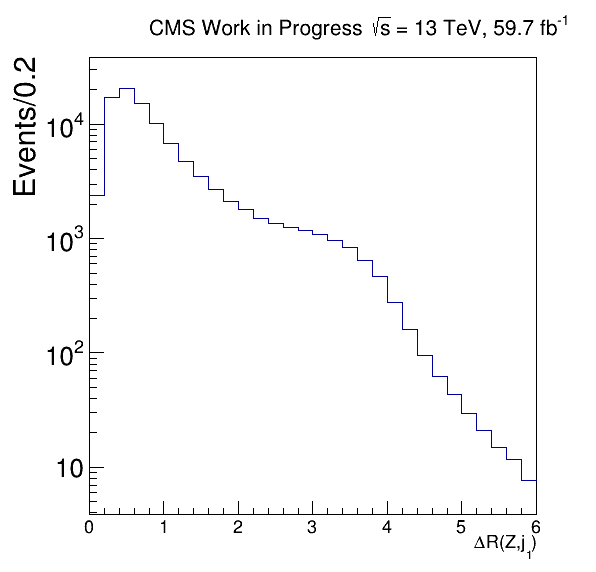 CMS Work in Progress √s = 13 TeV, 59.7 fb⁻¹
Events/0.2
10⁴
10³
10²
10
0 1 2 3 4 5 6
ΔR(Z,j₁)